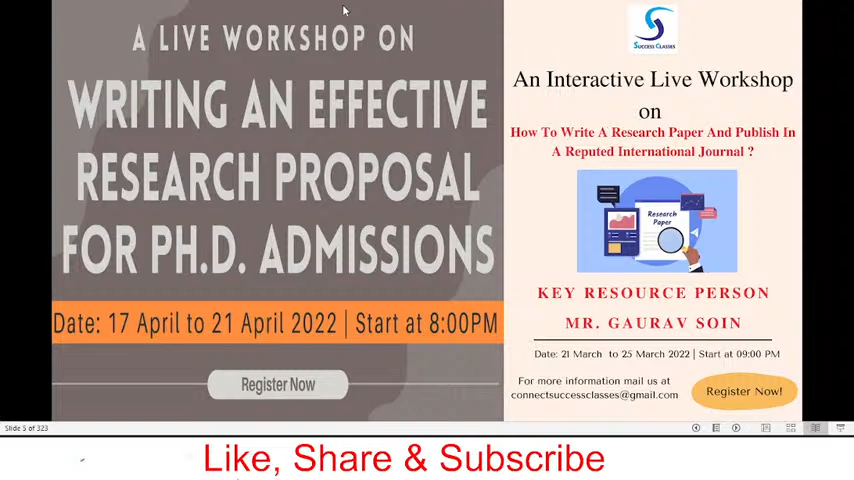 A LIVE WORKSHOP ON
WRITING AN EFFECTIVE
RESEARCH PROPOSAL
FOR PH.D. ADMISSIONS
Date: 17 April to 21 April 2022 | Start at 8:00PM
Register Now
SUCCESS CLASSES
An Interactive Live Workshop
on
How To Write A Research Paper And Publish In
A Reputed International Journal ?
Research
Paper
KEY RESOURCE PERSON
MR. GAURAV SOIN
Date: 21 March to 25 March 2022 | Start at 09:00 PM
For more information mail us at
connectsuccessclasses@gmail.com
Register Now!
Slide 5 of 323
Like, Share & Subscribe